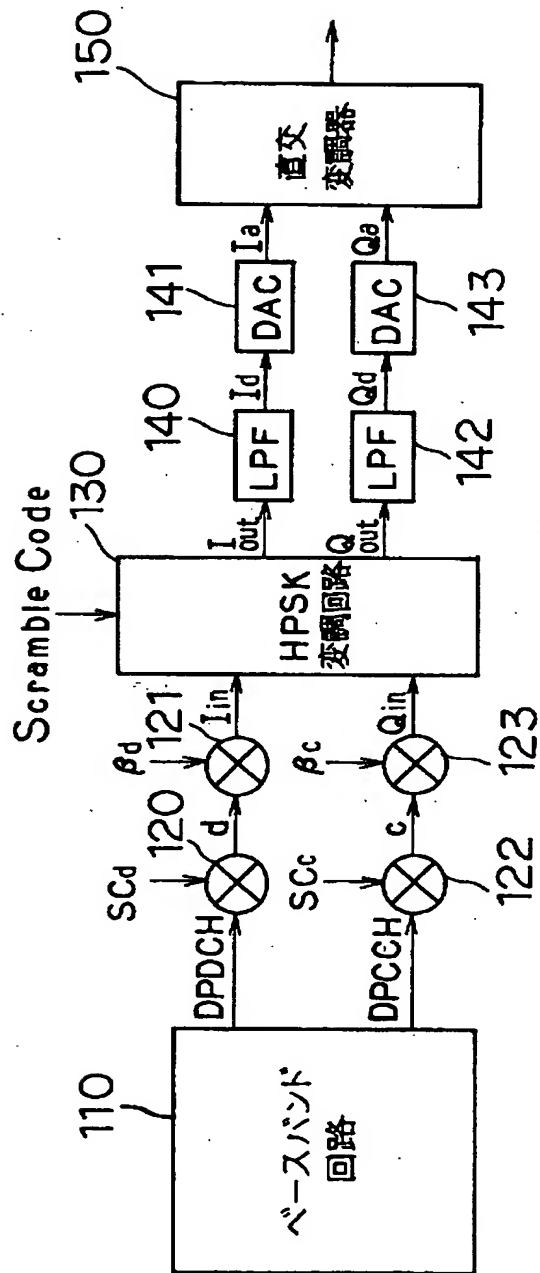 Scramble Code
110
ベースバンド
回路
DPDCH
DPCCH
SCd
120
d
βd
121
Iin
SCc
122
c
βc
123
Qin
130
HPSK
変調回路
Iout
Qout
140
LPF
Id
141
DAC
Ia
142
LPF
Qd
143
DAC
Qa
150
直交
変調器